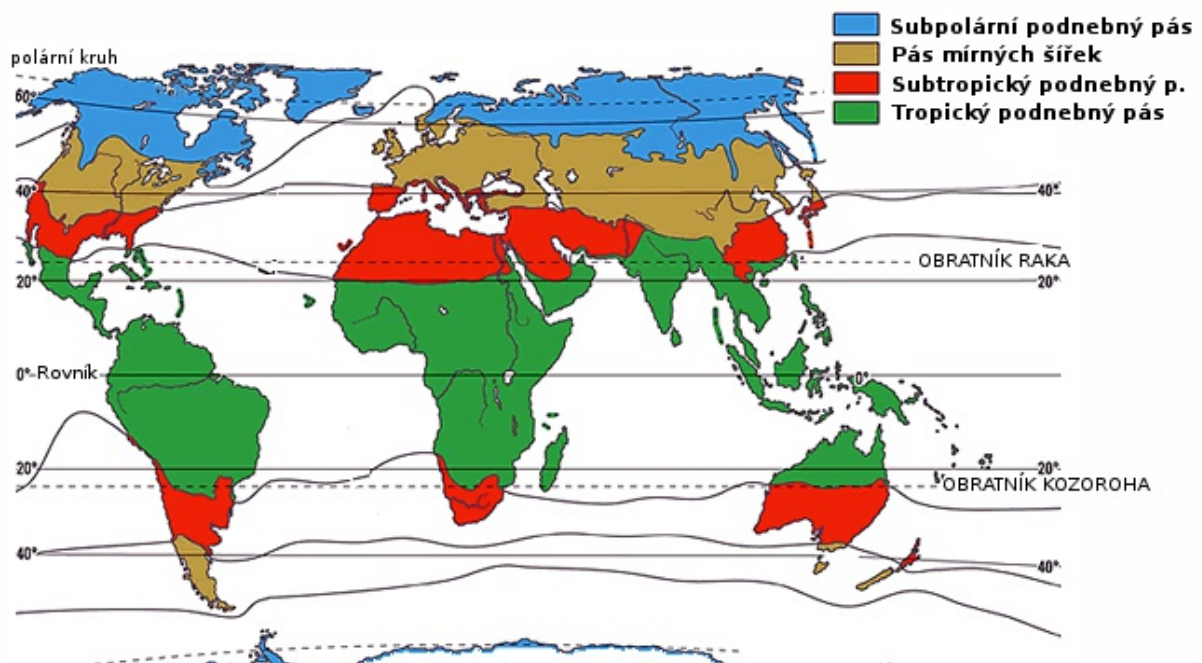 Subpolární podnebný pás
Pás mírných šířek
Subtropický podnebný p.
Tropický podnebný pás
polární kruh
60°
40°
40°
OBRATNÍK RAKA
20°
20°
0°
Rovník
0°
20°
20°
OBRATNÍK KOZOROHA
40°
40°